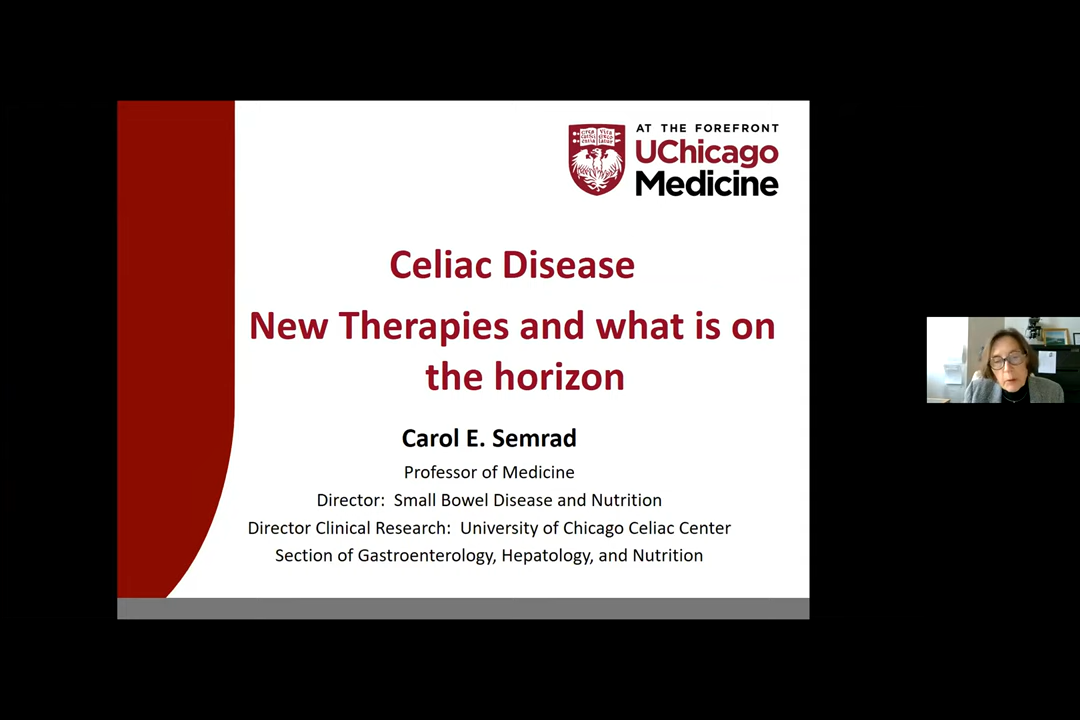 AT THE FOREFRONT
UChicago
Medicine
Celiac Disease
New Therapies and what is on
the horizon
Carol E. Semrad
Professor of Medicine
Director:  Small Bowel Disease and Nutrition
Director Clinical Research:  University of Chicago Celiac Center
Section of Gastroenterology, Hepatology, and Nutrition